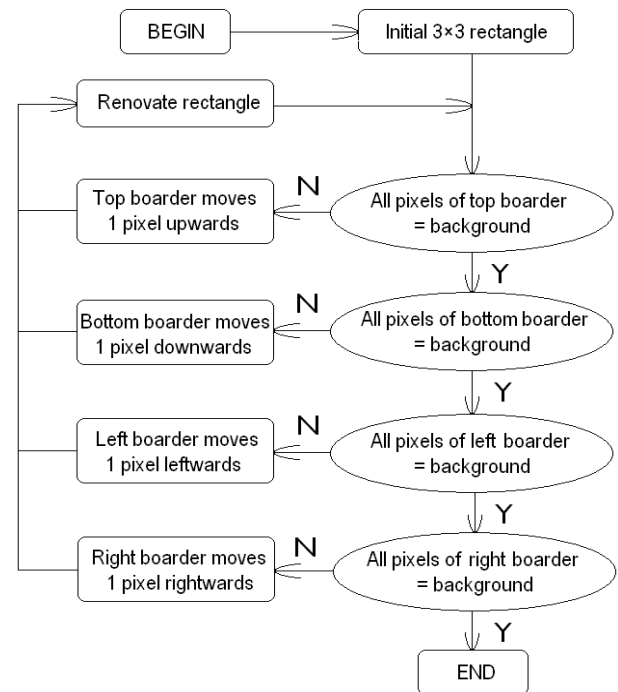 BEGIN
Initial 3×3 rectangle
Renovate rectangle
Top boarder moves
1 pixel upwards
N
All pixels of top boarder
= background
Y
Bottom boarder moves
1 pixel downwards
N
All pixels of bottom boarder
= background
Y
Left boarder moves
1 pixel leftwards
N
All pixels of left boarder
= background
Y
Right boarder moves
1 pixel rightwards
N
All pixels of right boarder
= background
Y
END